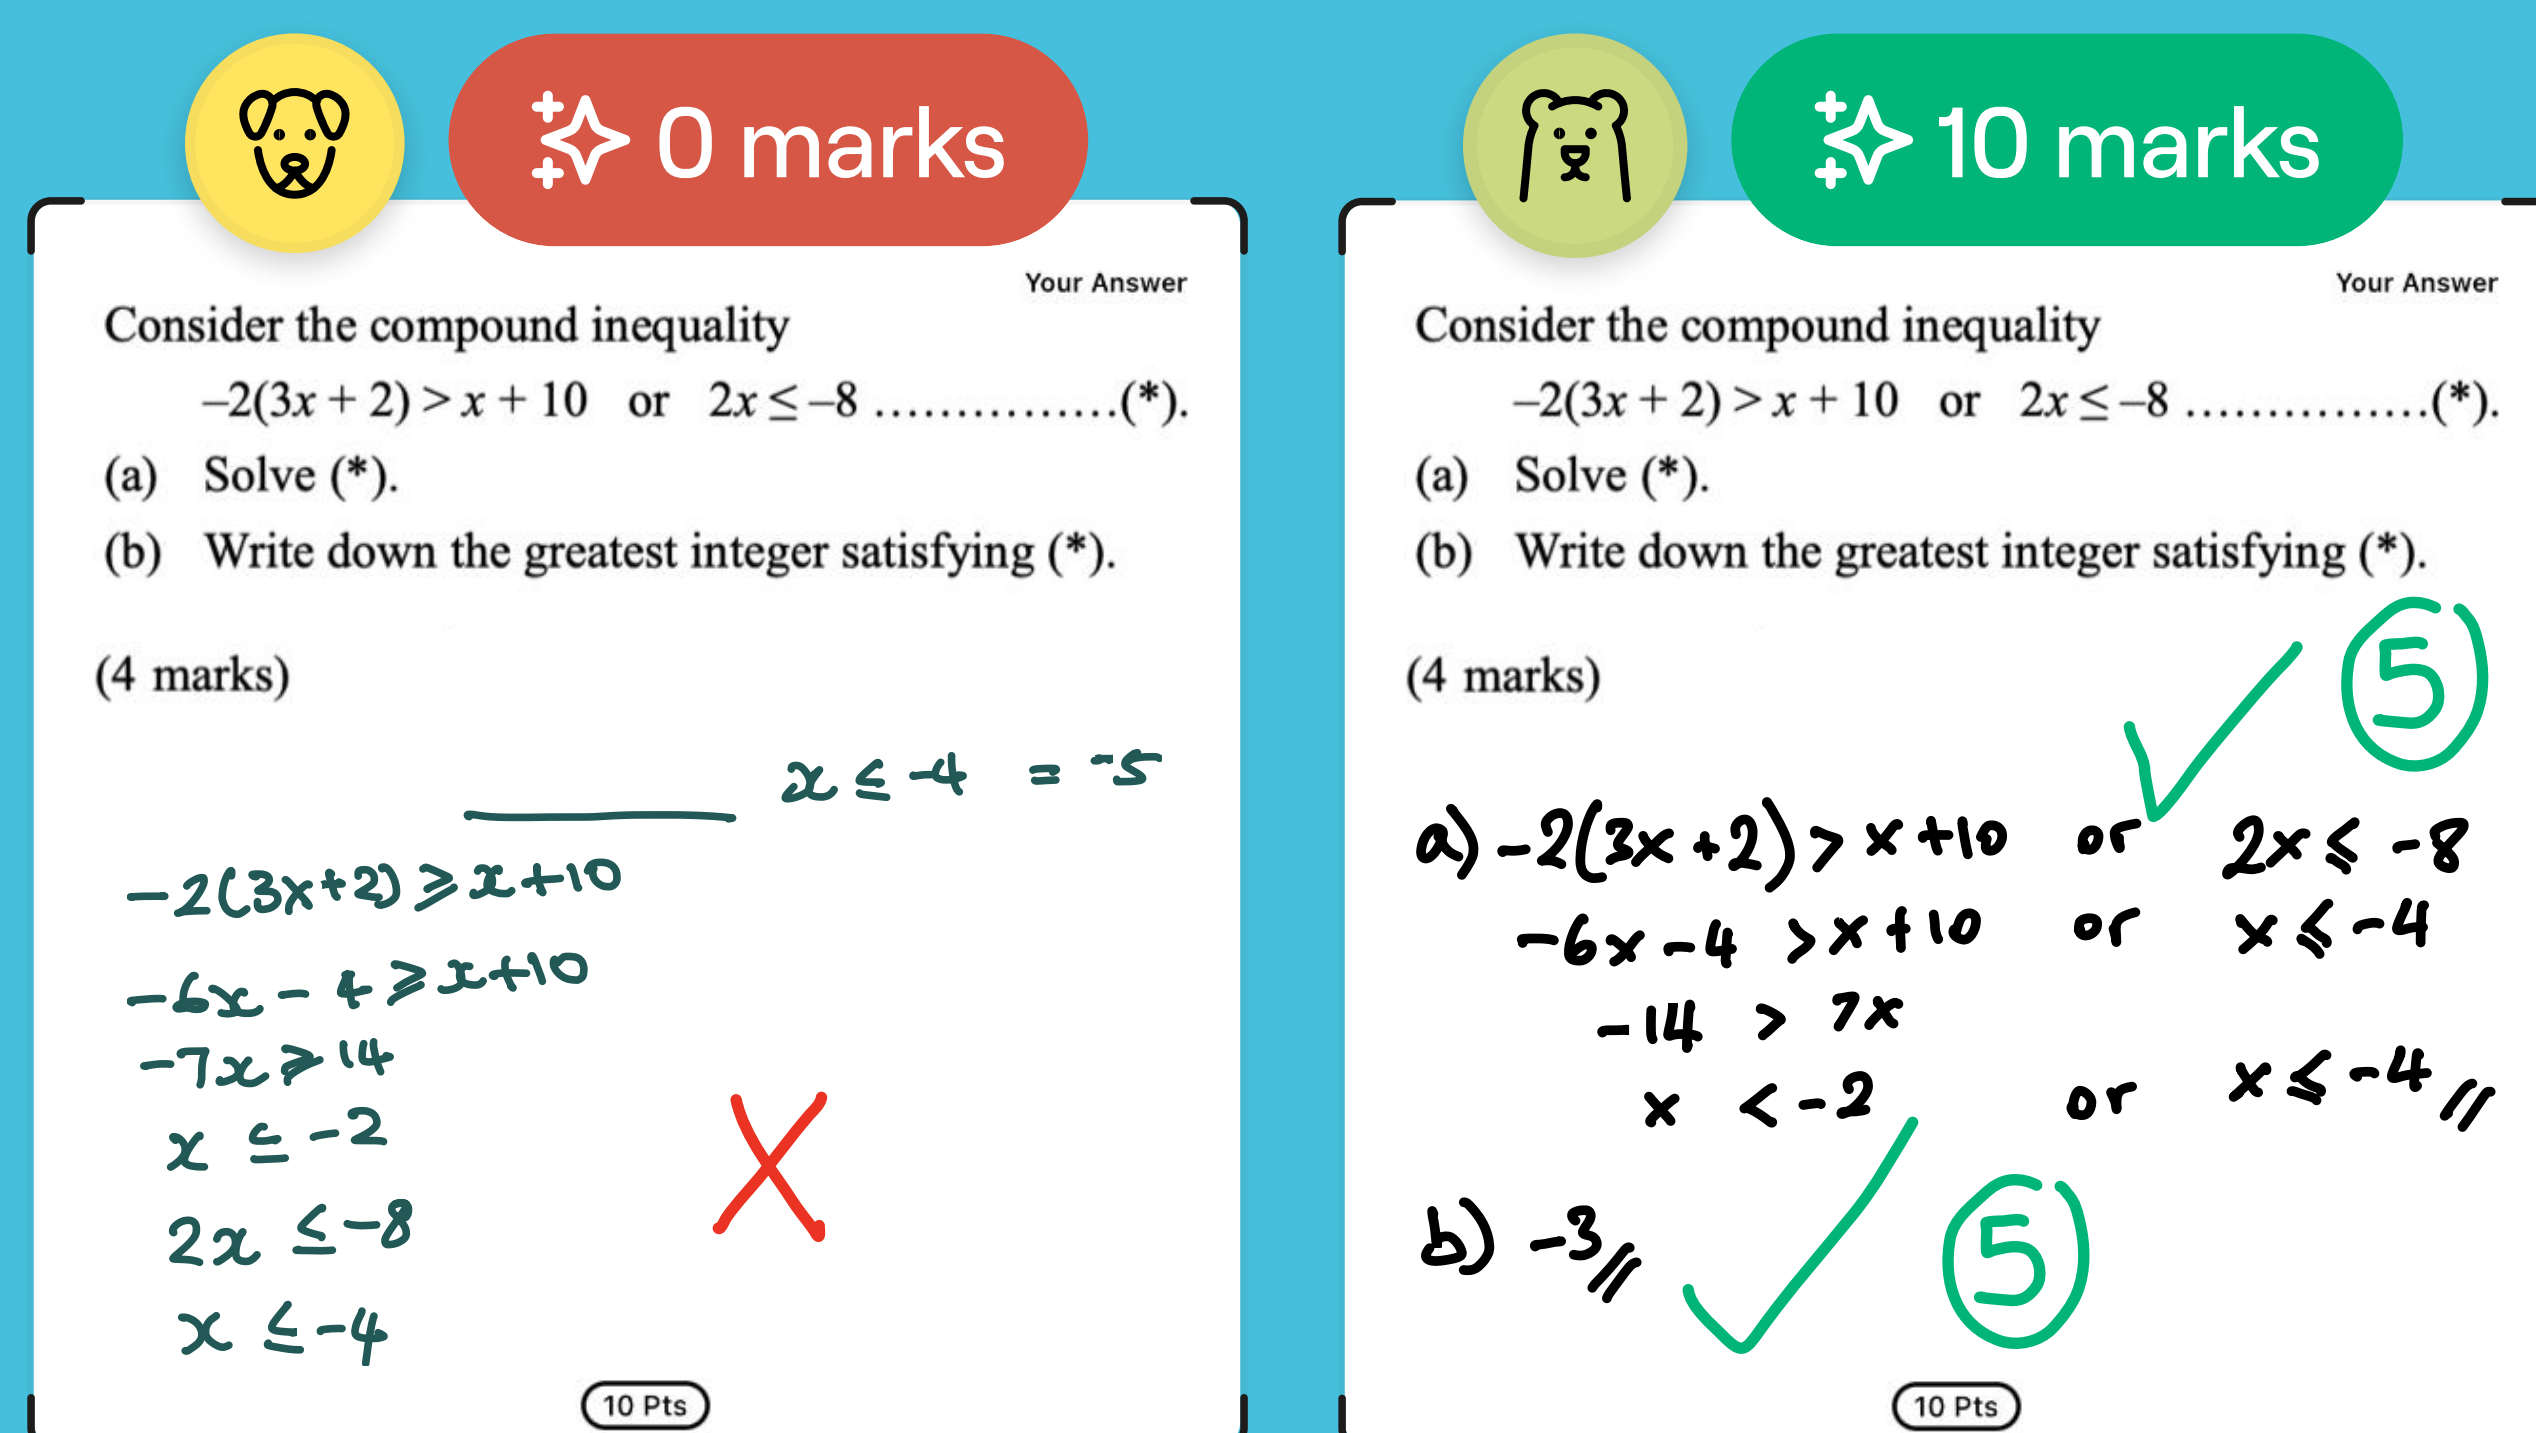 0 marks
Your Answer
Consider the compound inequality
–2(3x + 2) > x + 10 or 2x ≤ –8 ...............(*).
(a) Solve (*).
(b) Write down the greatest integer satisfying (*).
(4 marks)
x ≤ -4 = -5
-2(3x+2) ⩾ x+10
-6x - 4 ⩾ x+10
-7x ⩾ 14
x ≤ -2
2x ≤ -8
x ≤ -4
10 Pts
10 marks
Your Answer
Consider the compound inequality
–2(3x + 2) > x + 10 or 2x ≤ –8 ...............(*).
(a) Solve (*).
(b) Write down the greatest integer satisfying (*).
(4 marks)
5
a) -2(3x+2) > x+10 or 2x ≤ -8
-6x-4 > x+10 or x ≤ -4
-14 > 7x
x < -2 or x ≤ -4
b) -3
5
10 Pts